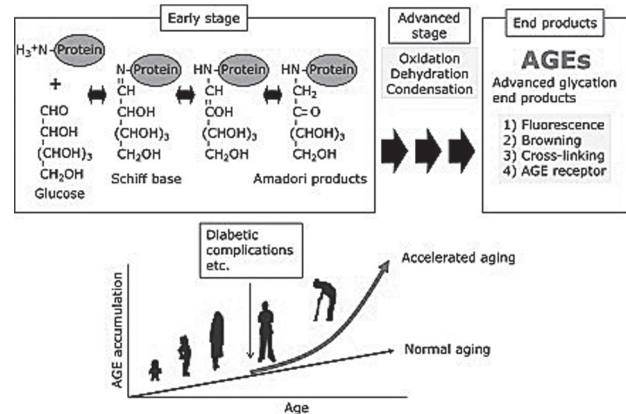 Early stage
H₃⁺N-Protein
+
CHO
CHOH
(CHOH)₃
CH₂OH
Glucose
N-Protein
CH
CHOH
(CHOH)₃
CH₂OH
Schiff base
HN-Protein
CH
COH
(CHOH)₃
CH₂OH
HN-Protein
CH₂
C=O
(CHOH)₃
CH₂OH
Amadori products
Advanced
stage
Oxidation
Dehydration
Condensation
End products
AGEs
Advanced glycation
end products
1) Fluorescence
2) Browning
3) Cross-linking
4) AGE receptor
Diabetic
complications
etc.
Accelerated aging
Normal aging
AGE accumulation
Age